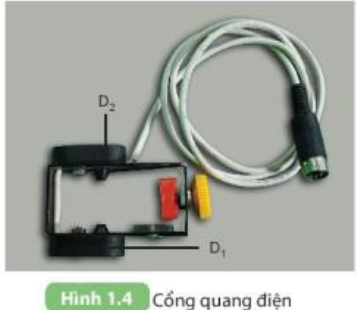 D₂
D₁
Hình 1.4 Cổng quang điện